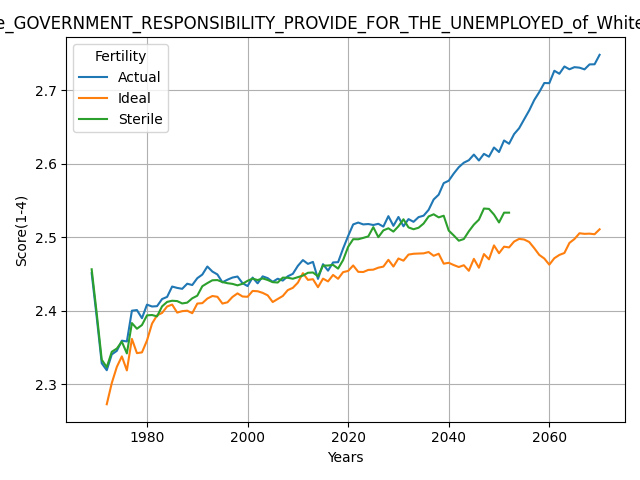 e_GOVERNMENT_RESPONSIBILITY_PROVIDE_FOR_THE_UNEMPLOYED_of_White
Fertility
Actual
Ideal
Sterile
Score(1-4)
2.7
2.6
2.5
2.4
2.3
1980 2000 2020 2040 2060
Years